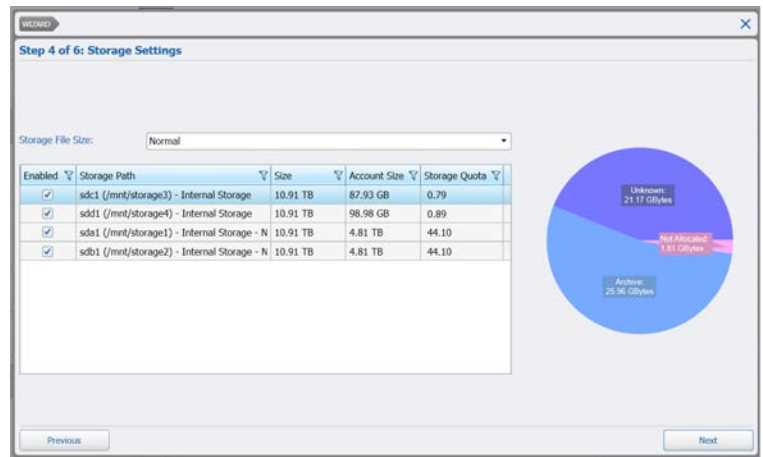 WIZARD
Step 4 of 6: Storage Settings
Storage File Size: Normal
Enabled Storage Path Size Account Size Storage Quota
sdc1 (/mnt/storage3) - Internal Storage 10.91 TB 87.93 GB 0.79
sdd1 (/mnt/storage4) - Internal Storage 10.91 TB 98.98 GB 0.89
sda1 (/mnt/storage1) - Internal Storage - N 10.91 TB 4.81 TB 44.10
sdb1 (/mnt/storage2) - Internal Storage - N 10.91 TB 4.81 TB 44.10
Unknown:
21.17 GBytes
Not Allocated:
1.81 GBytes
Archive:
25.96 GBytes
Previous
Next